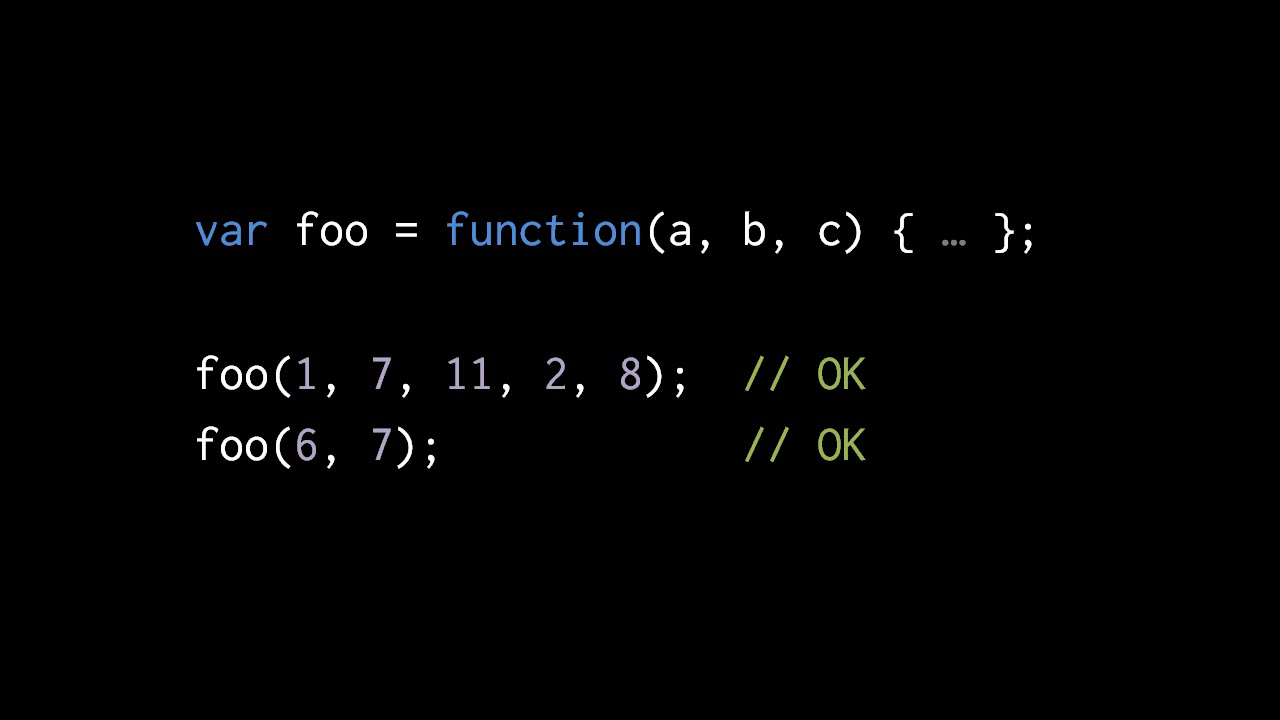 var foo = function(a, b, c) { … };
foo(1, 7, 11, 2, 8);  // OK
foo(6, 7);            // OK